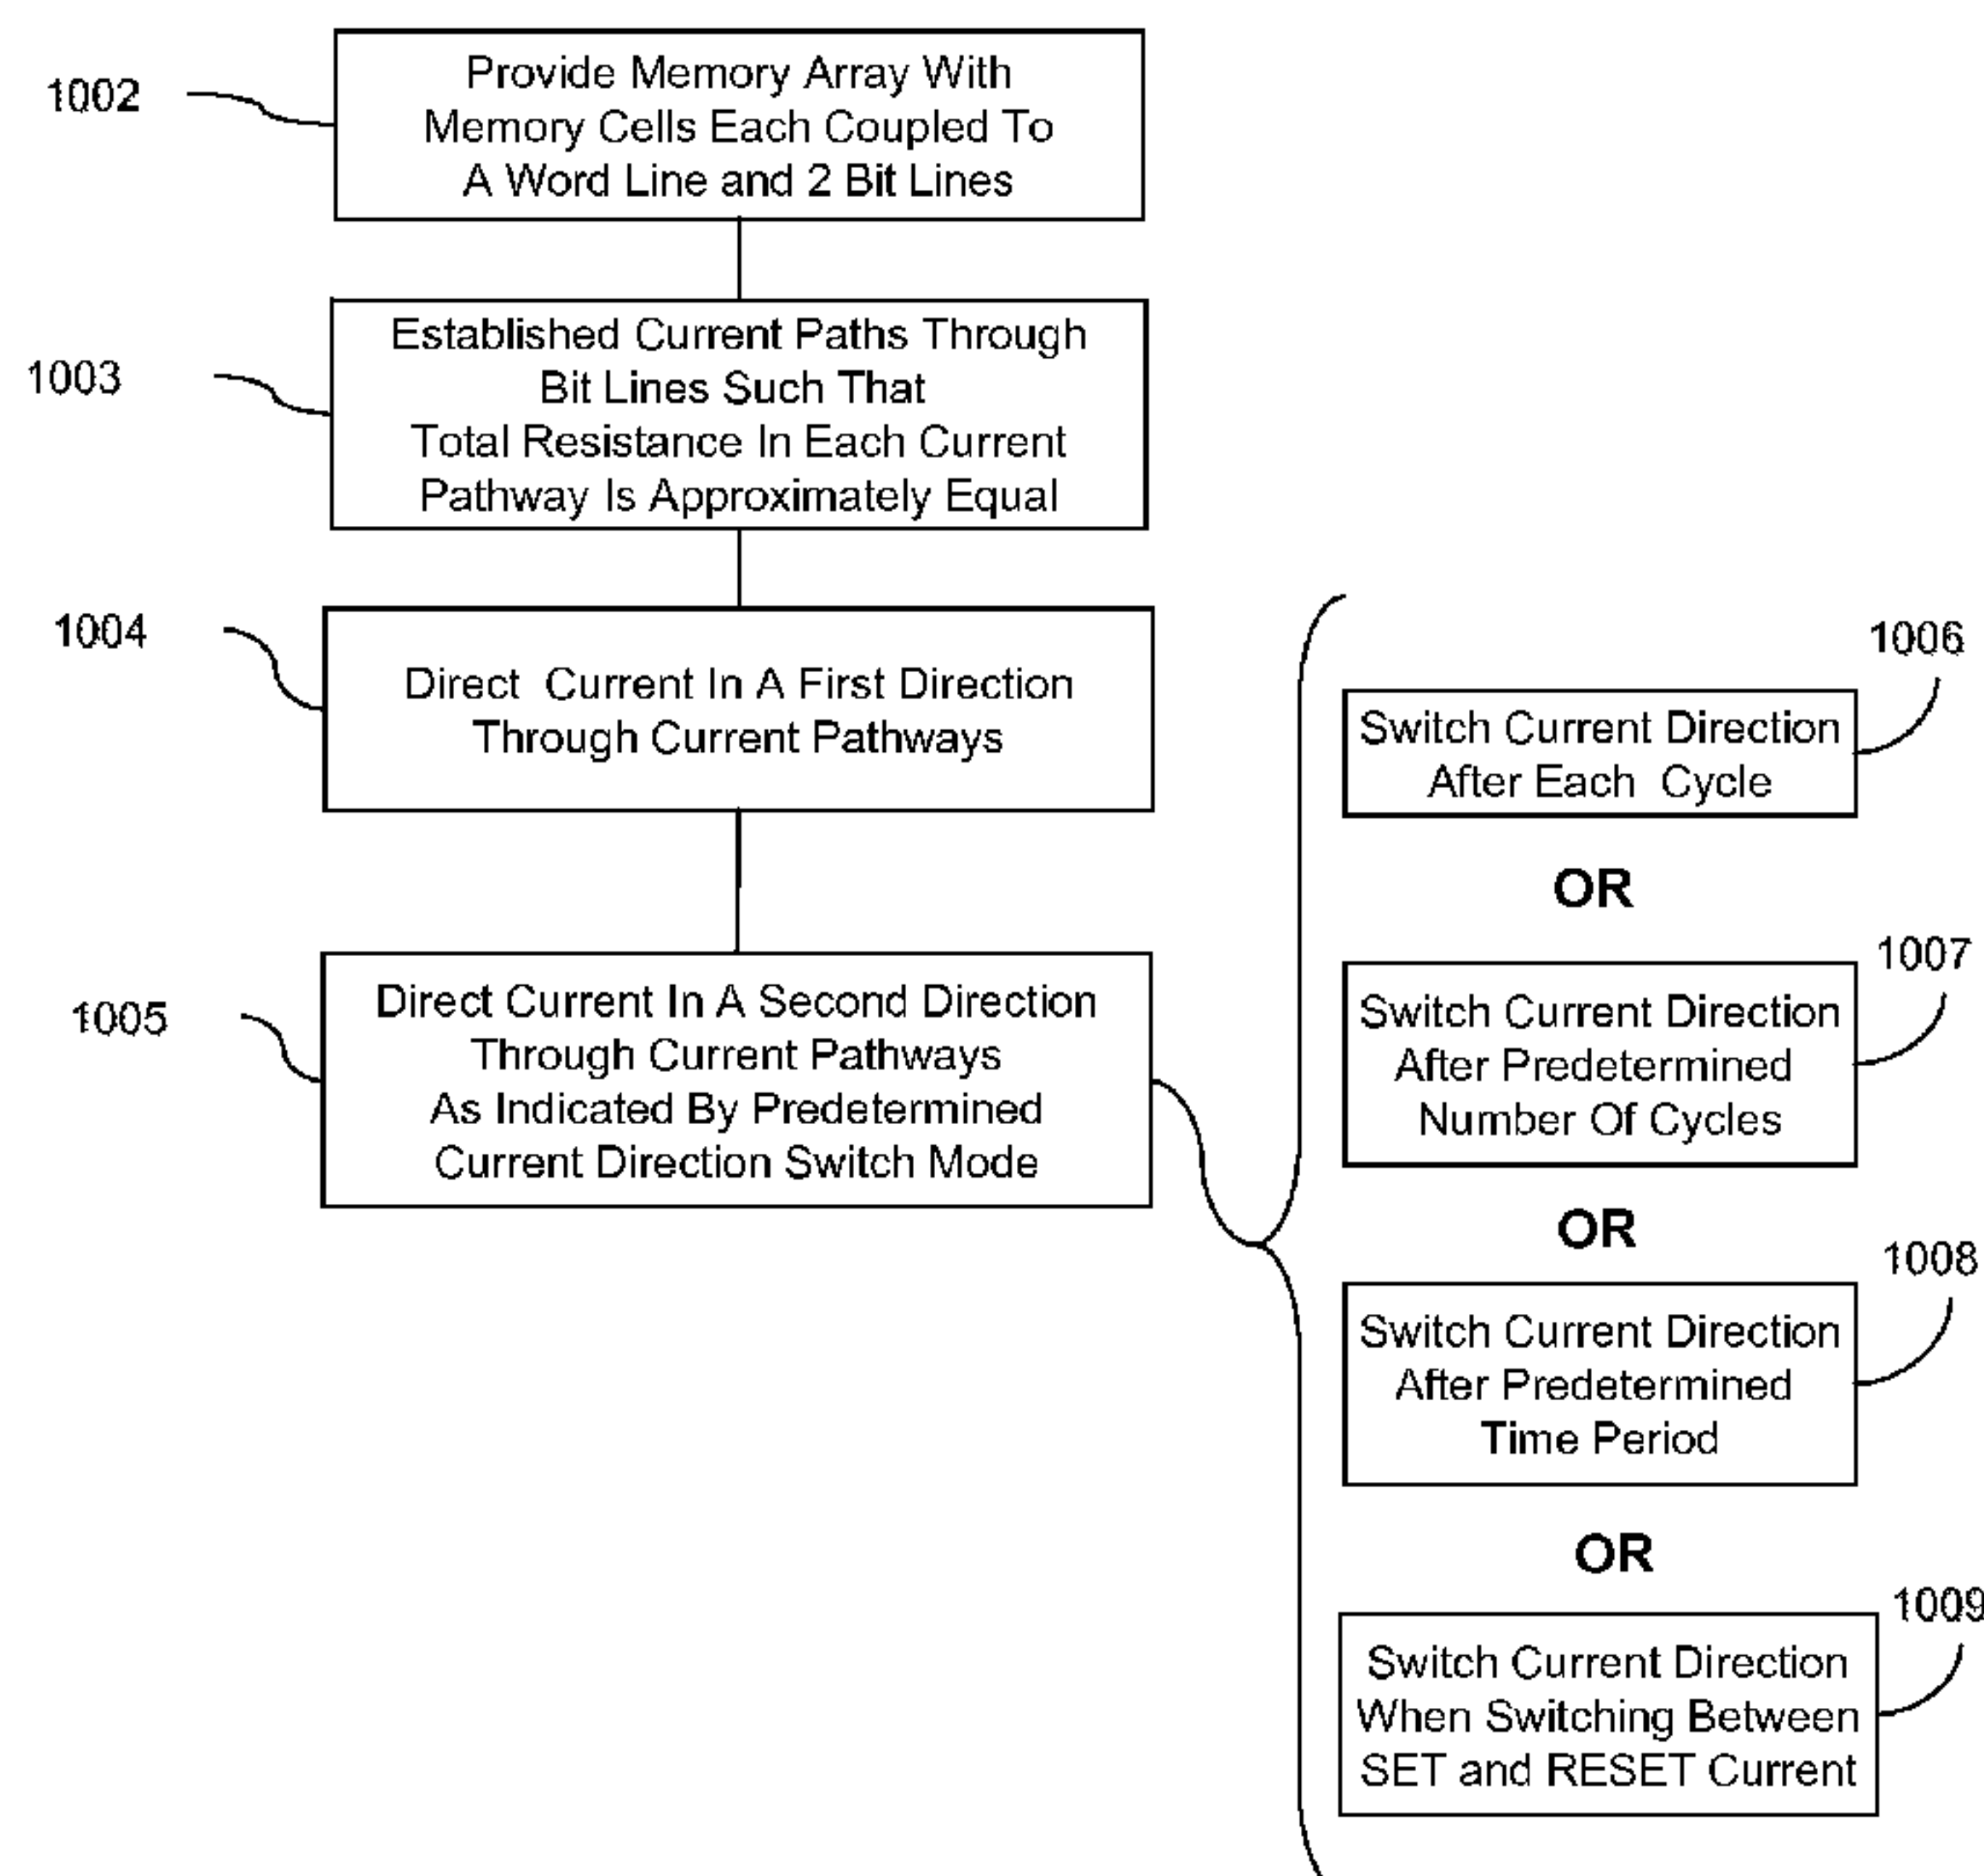 1002
Provide Memory Array With
Memory Cells Each Coupled To
A Word Line and 2 Bit Lines
1003
Established Current Paths Through
Bit Lines Such That
Total Resistance In Each Current
Pathway Is Approximately Equal
1004
Direct Current In A First Direction
Through Current Pathways
1005
Direct Current In A Second Direction
Through Current Pathways
As Indicated By Predetermined
Current Direction Switch Mode
1006
Switch Current Direction
After Each Cycle
OR
1007
Switch Current Direction
After Predetermined
Number Of Cycles
OR
1008
Switch Current Direction
After Predetermined
Time Period
OR
1009
Switch Current Direction
When Switching Between
SET and RESET Current